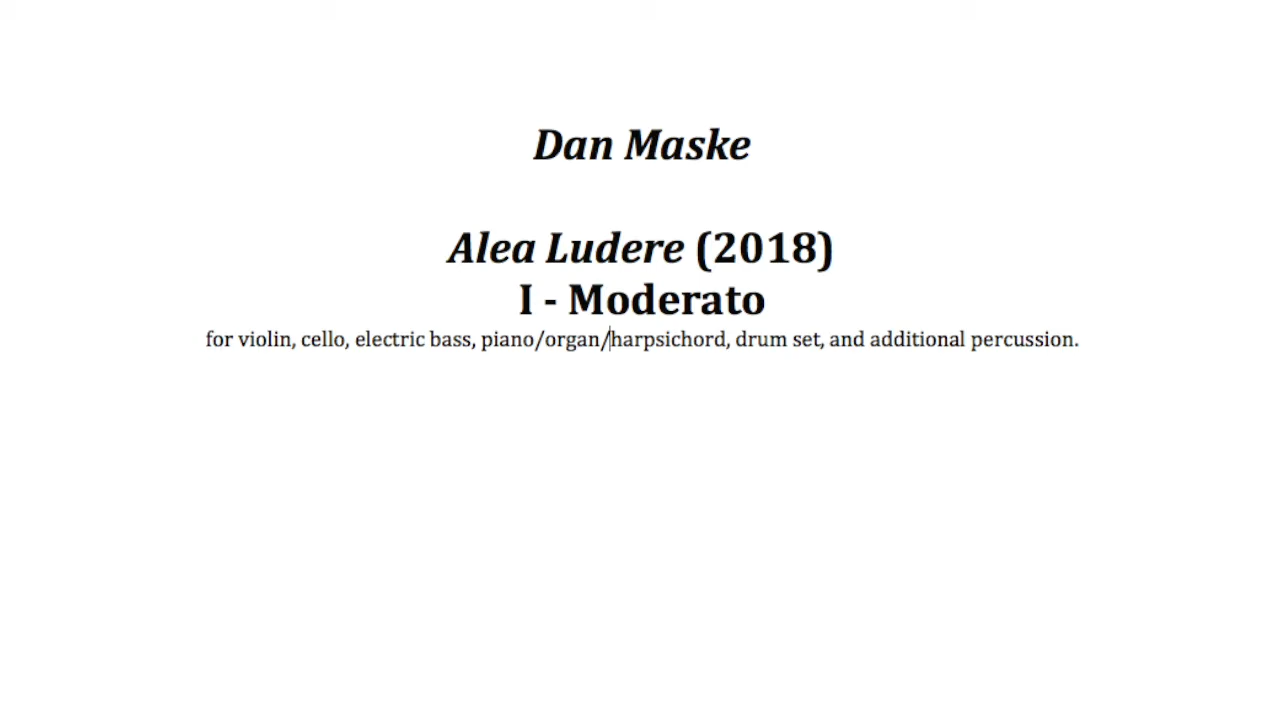 Dan Maske
Alea Ludere (2018)
I - Moderato
for violin, cello, electric bass, piano/organ/harpsichord, drum set, and additional percussion.